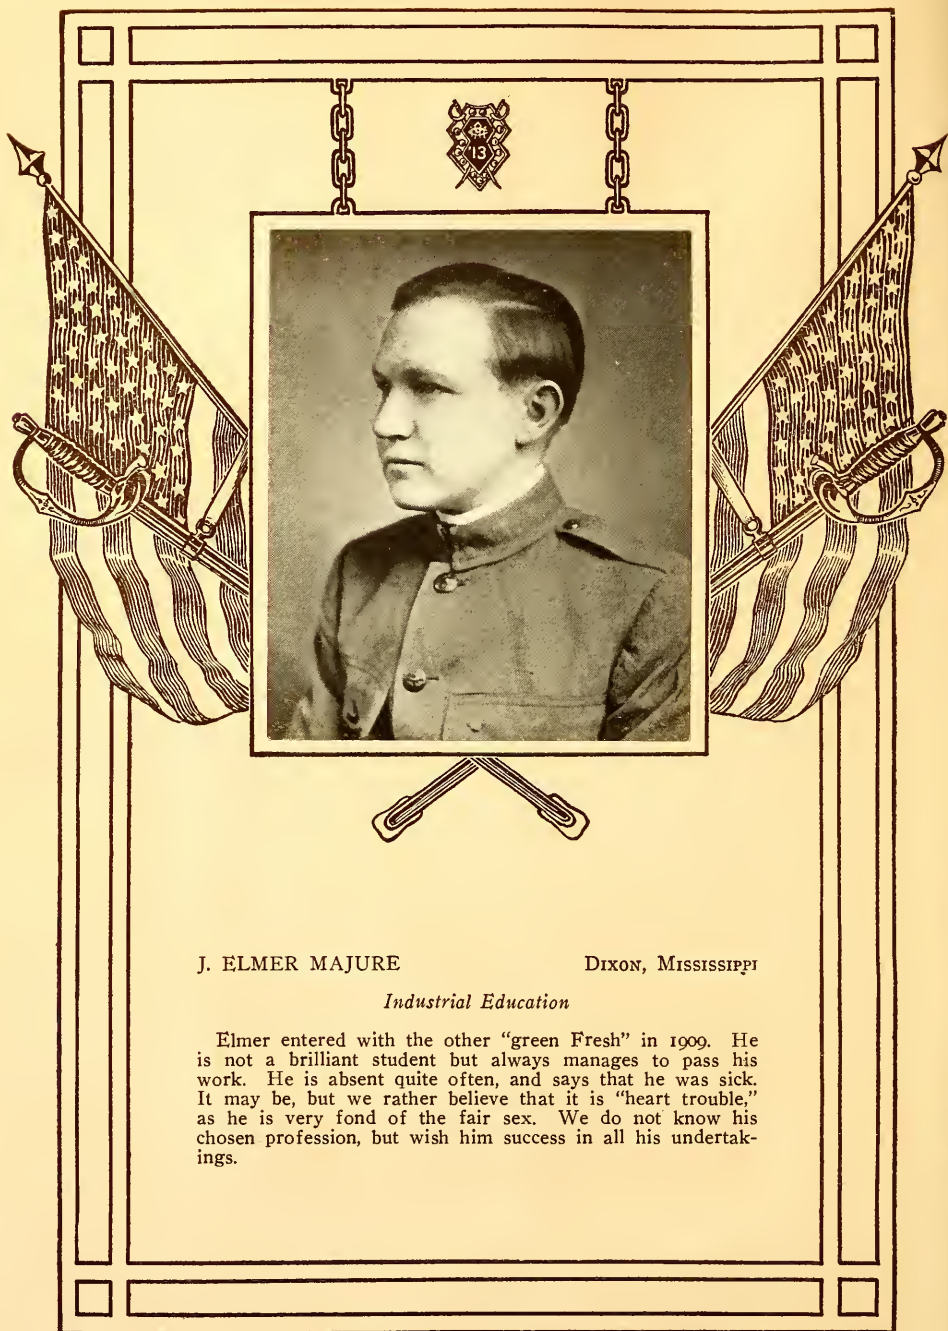 13
J. ELMER MAJURE Dixon, Mississippi
Industrial Education
Elmer entered with the other "green Fresh" in 1909. He
is not a brilliant student but always manages to pass his
work. He is absent quite often, and says that he was sick.
It may be, but we rather believe that it is "heart trouble,"
as he is very fond of the fair sex. We do not know his
chosen profession, but wish him success in all his undertak-
ings.